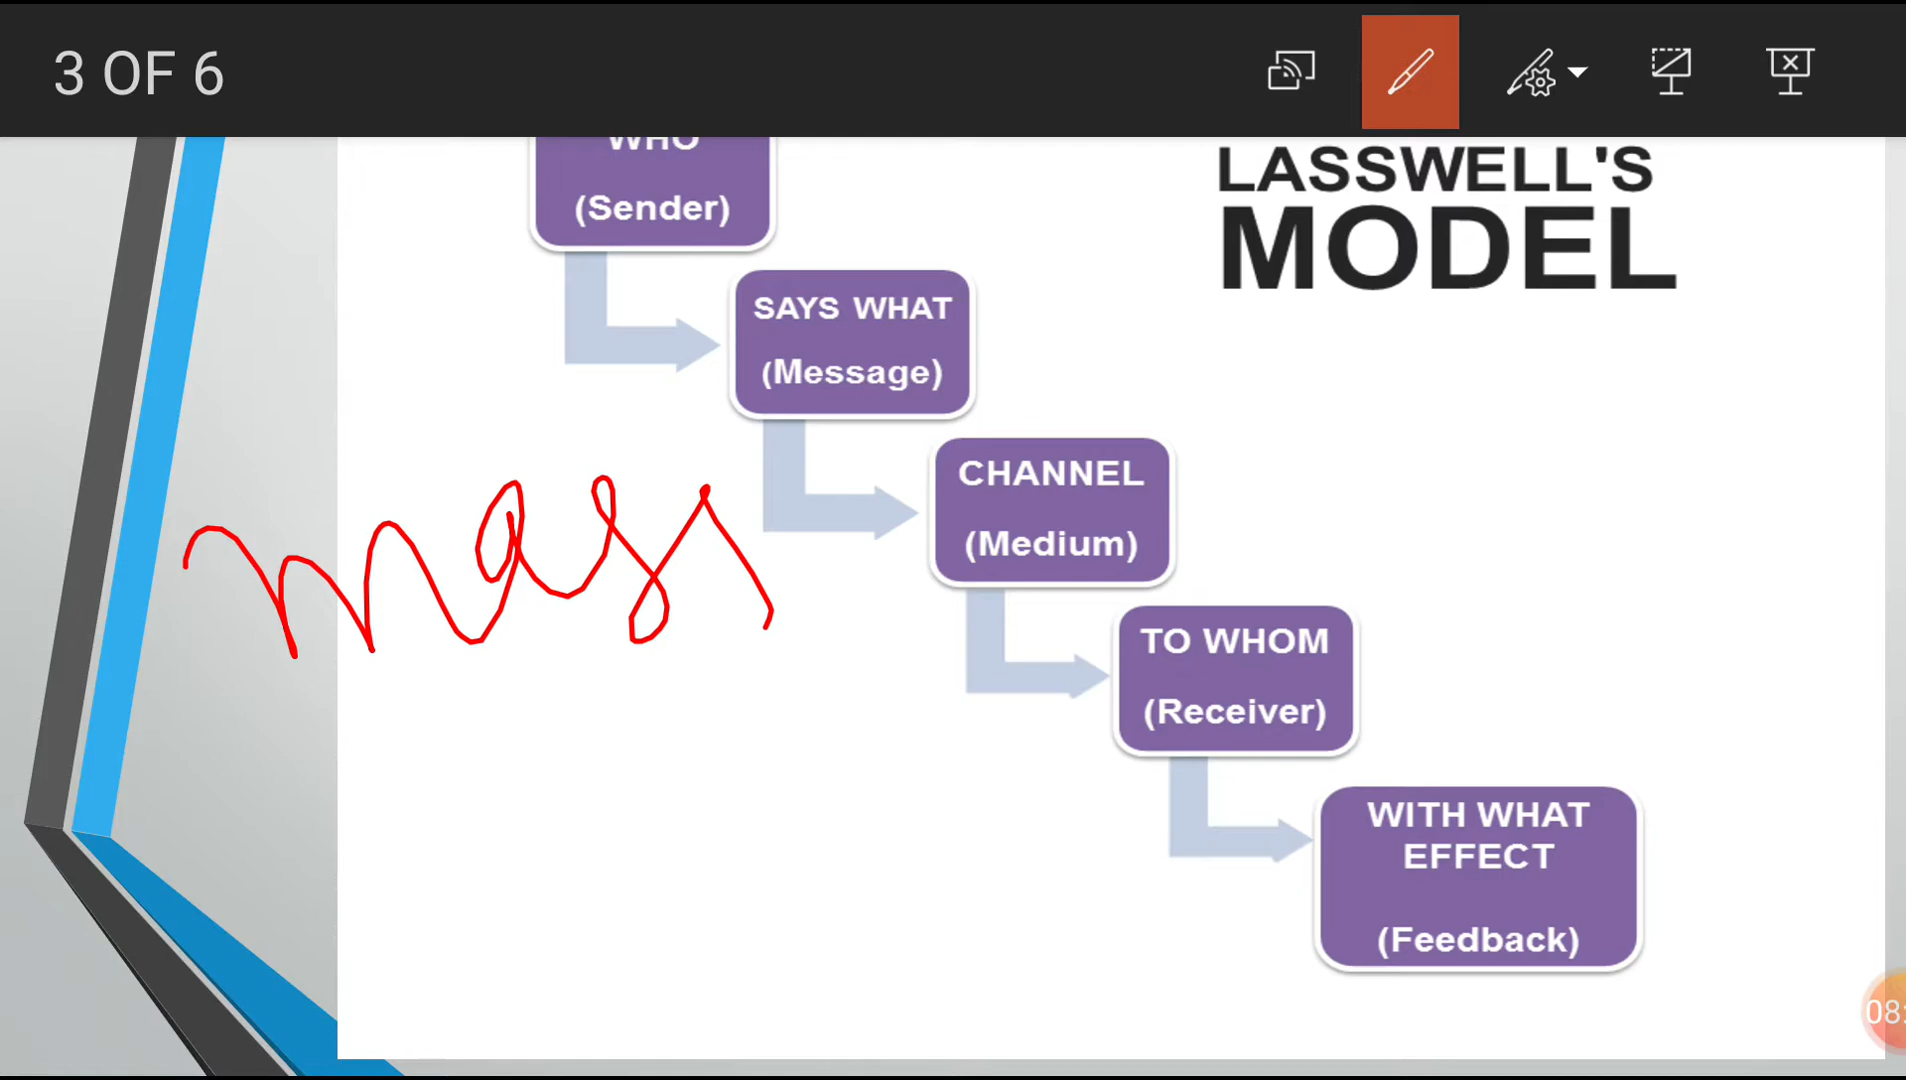 3 OF 6
WHO
(Sender)
LASSWELL'S
MODEL
SAYS WHAT
(Message)
CHANNEL
(Medium)
mass
TO WHOM
(Receiver)
WITH WHAT
EFFECT
(Feedback)
08: